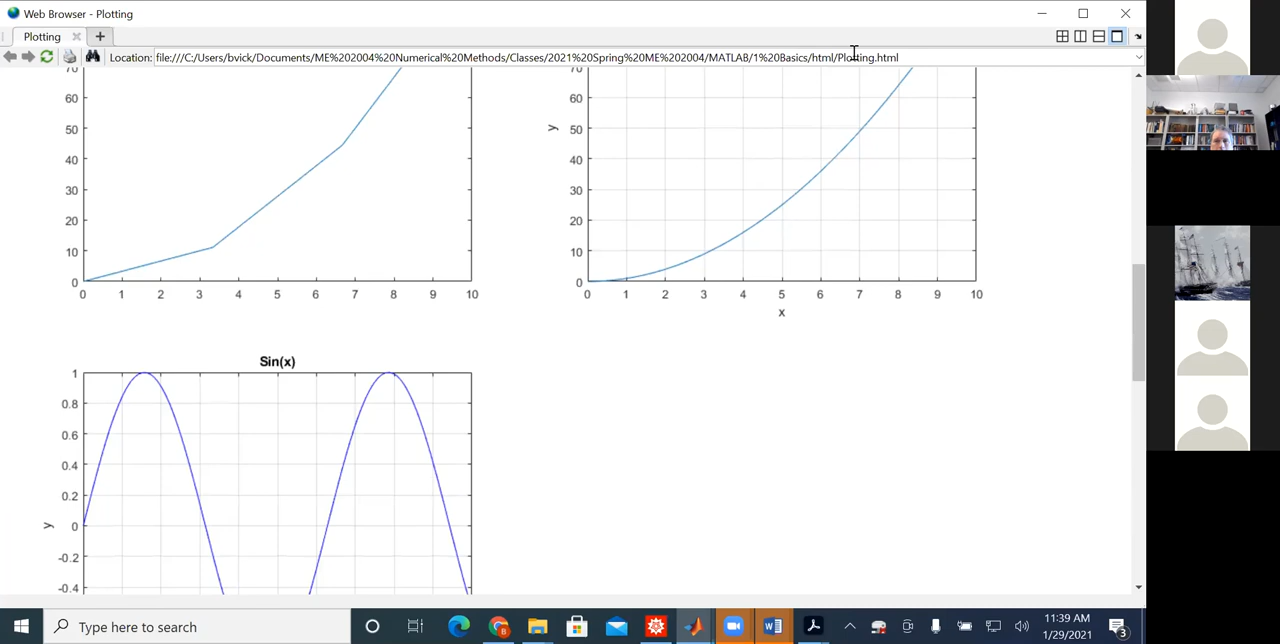 Web Browser - Plotting
Plotting
Location: file:///C:/Users/bvick/Documents/ME%202004%20Numerical%20Methods/Classes/2021%20Spring%20ME%202004/MATLAB/1%20Basics/html/Plotting.html
70
60
50
40
30
20
10
0
0 1 2 3 4 5 6 7 8 9 10
70
60
50
40
30
20
10
0
y
0 1 2 3 4 5 6 7 8 9 10
x
Sin(x)
1
0.8
0.6
0.4
0.2
0
-0.2
-0.4
y
Type here to search
11:39 AM
1/29/2021
3